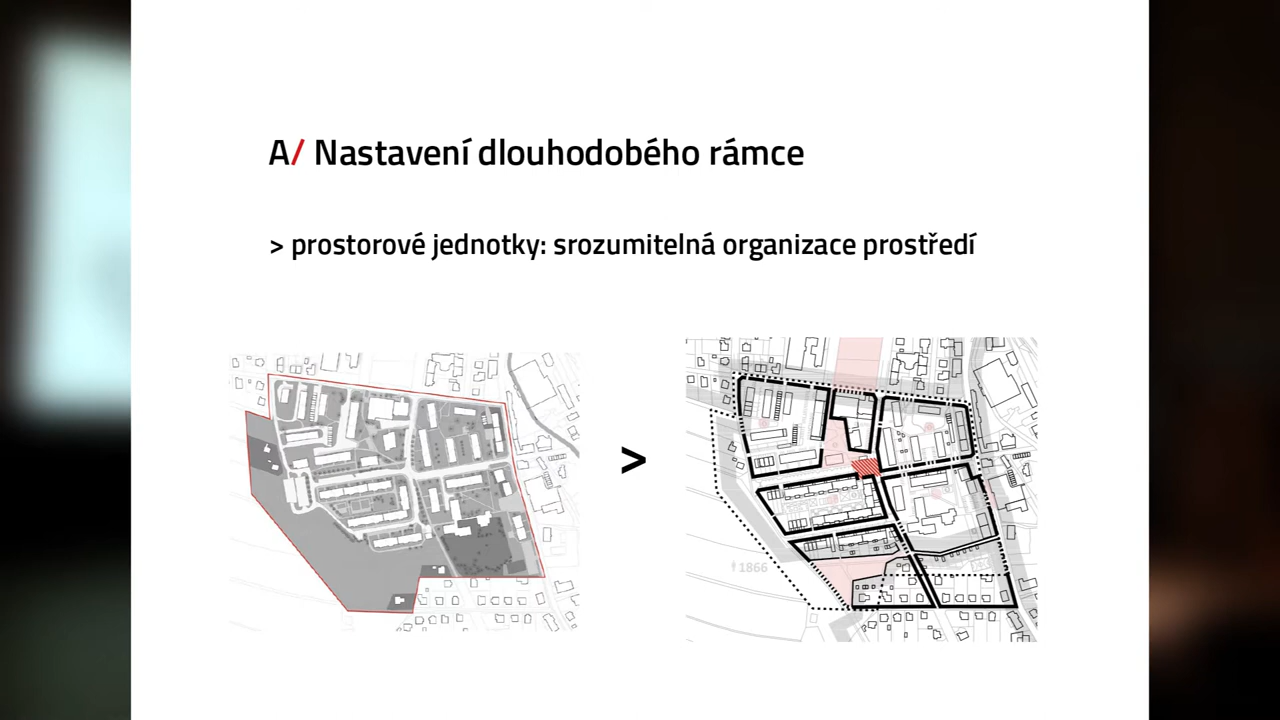 A/ Nastavení dlouhodobého rámce
> prostorové jednotky: srozumitelná organizace prostředí
>
1866